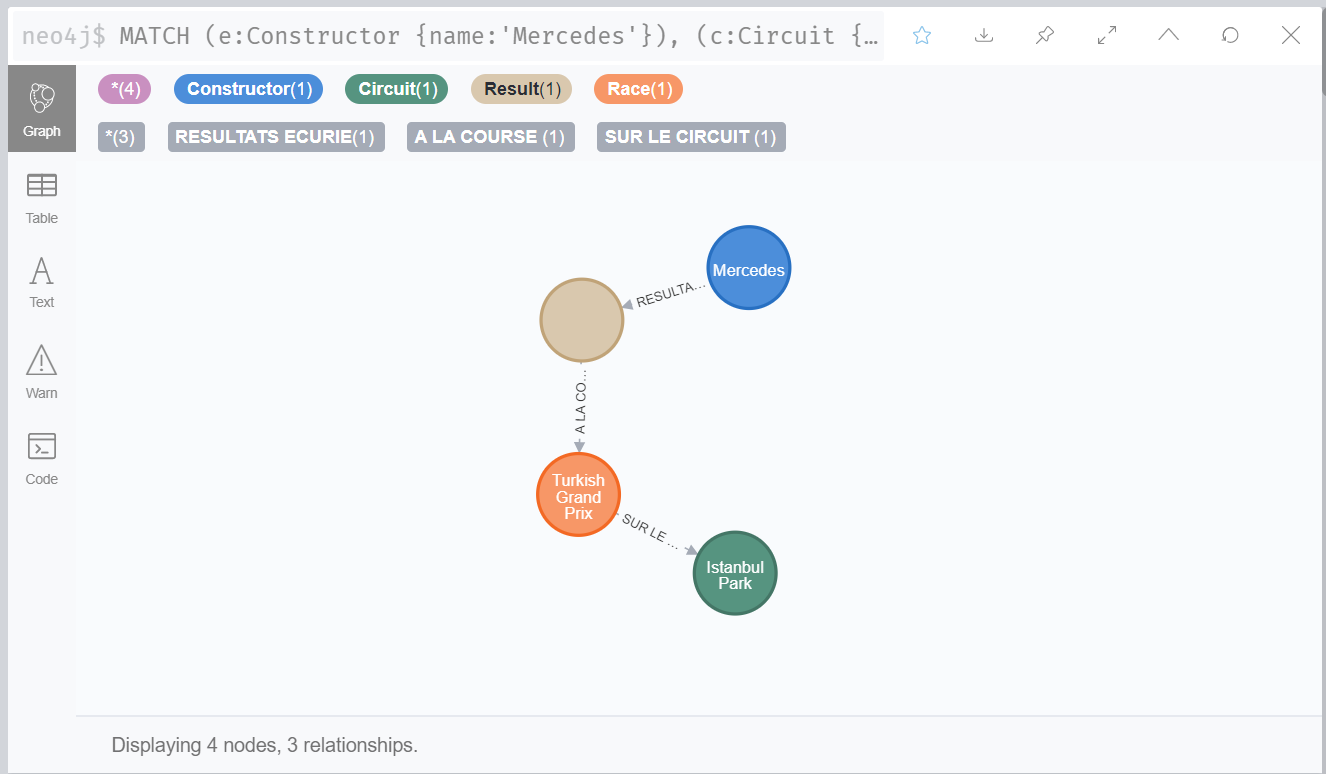 neo4j$ MATCH (e:Constructor {name:'Mercedes'}), (c:Circuit {…
*(4) Constructor(1) Circuit(1) Result(1) Race(1)
*(3) RESULTATS ECURIE(1) A LA COURSE (1) SUR LE CIRCUIT (1)
Graph
Table
Text
Warn
Code
Mercedes
RESULTA…
A LA CO…
Turkish
Grand
Prix
SUR LE …
Istanbul
Park
Displaying 4 nodes, 3 relationships.